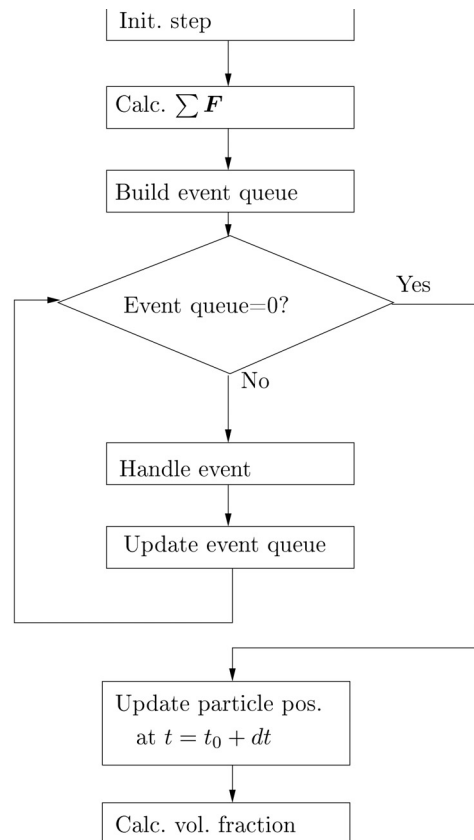 Init. step
Calc. ∑ F
Build event queue
Event queue=0?
Yes
No
Handle event
Update event queue
Update particle pos.
at t = t₀ + dt
Calc. vol. fraction